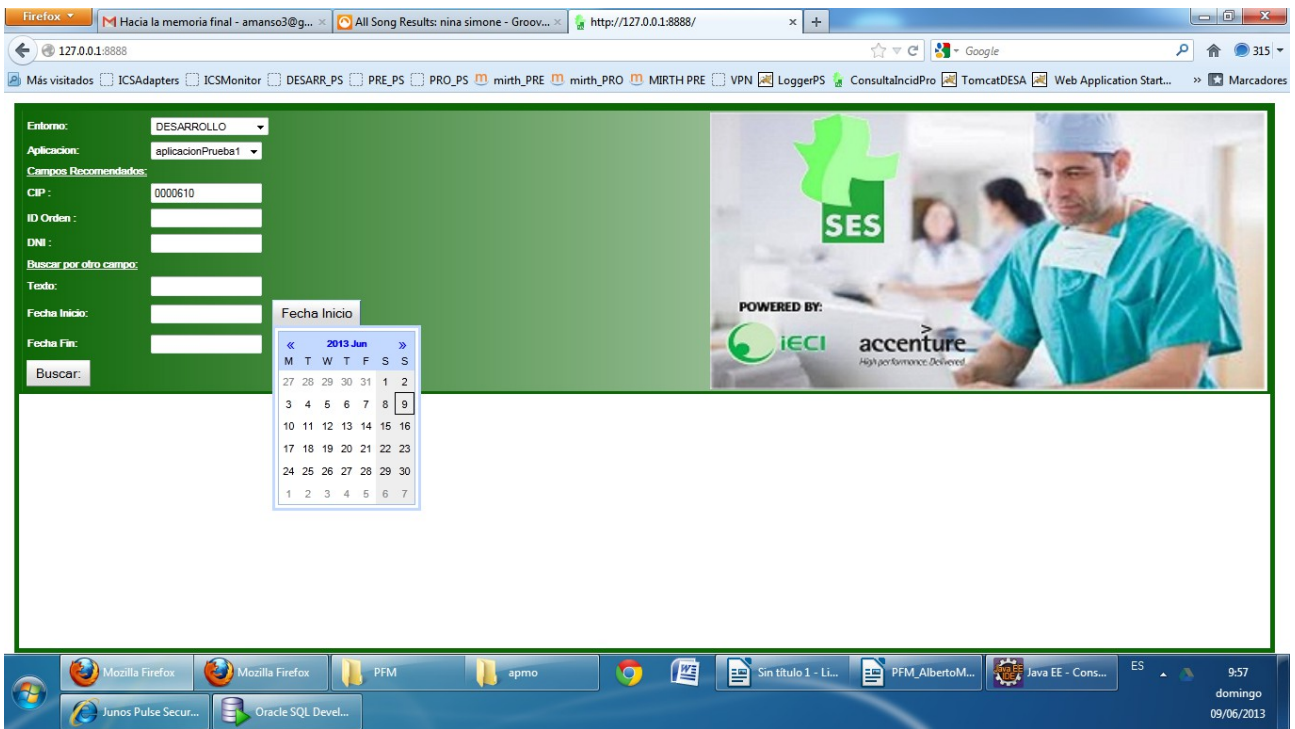 Firefox
Hacia la memoria final - amanso3@g...
All Song Results: nina simone - Groov...
http://127.0.0.1:8888/
127.0.0.1:8888
Google
315
Más visitados ICSAdapters ICSMonitor DESARR_PS PRE_PS PRO_PS mirth_PRE mirth_PRO MIRTH PRE VPN LoggerPS ConsultaIncidPro TomcatDESA Web Application Start... » Marcadores
Entorno: DESARROLLO
Aplicacion: aplicacionPrueba1
Campos Recomendados:
CIP : 0000610
ID Orden :
DNI :
Buscar por otro campo:
Texto:
Fecha Inicio: Fecha Inicio
Fecha Fin:
Buscar:
« 2013 Jun »
M T W T F S S
27 28 29 30 31 1 2
3 4 5 6 7 8 9
10 11 12 13 14 15 16
17 18 19 20 21 22 23
24 25 26 27 28 29 30
1 2 3 4 5 6 7
SES
POWERED BY:
iECI
accenture
High performance. Delivered.
Mozilla Firefox
Mozilla Firefox
PFM
apmo
Sin título 1 - Li...
PFM_AlbertoM...
Java EE - Cons...
ES
9:57
domingo
09/06/2013
Junos Pulse Secur...
Oracle SQL Devel...